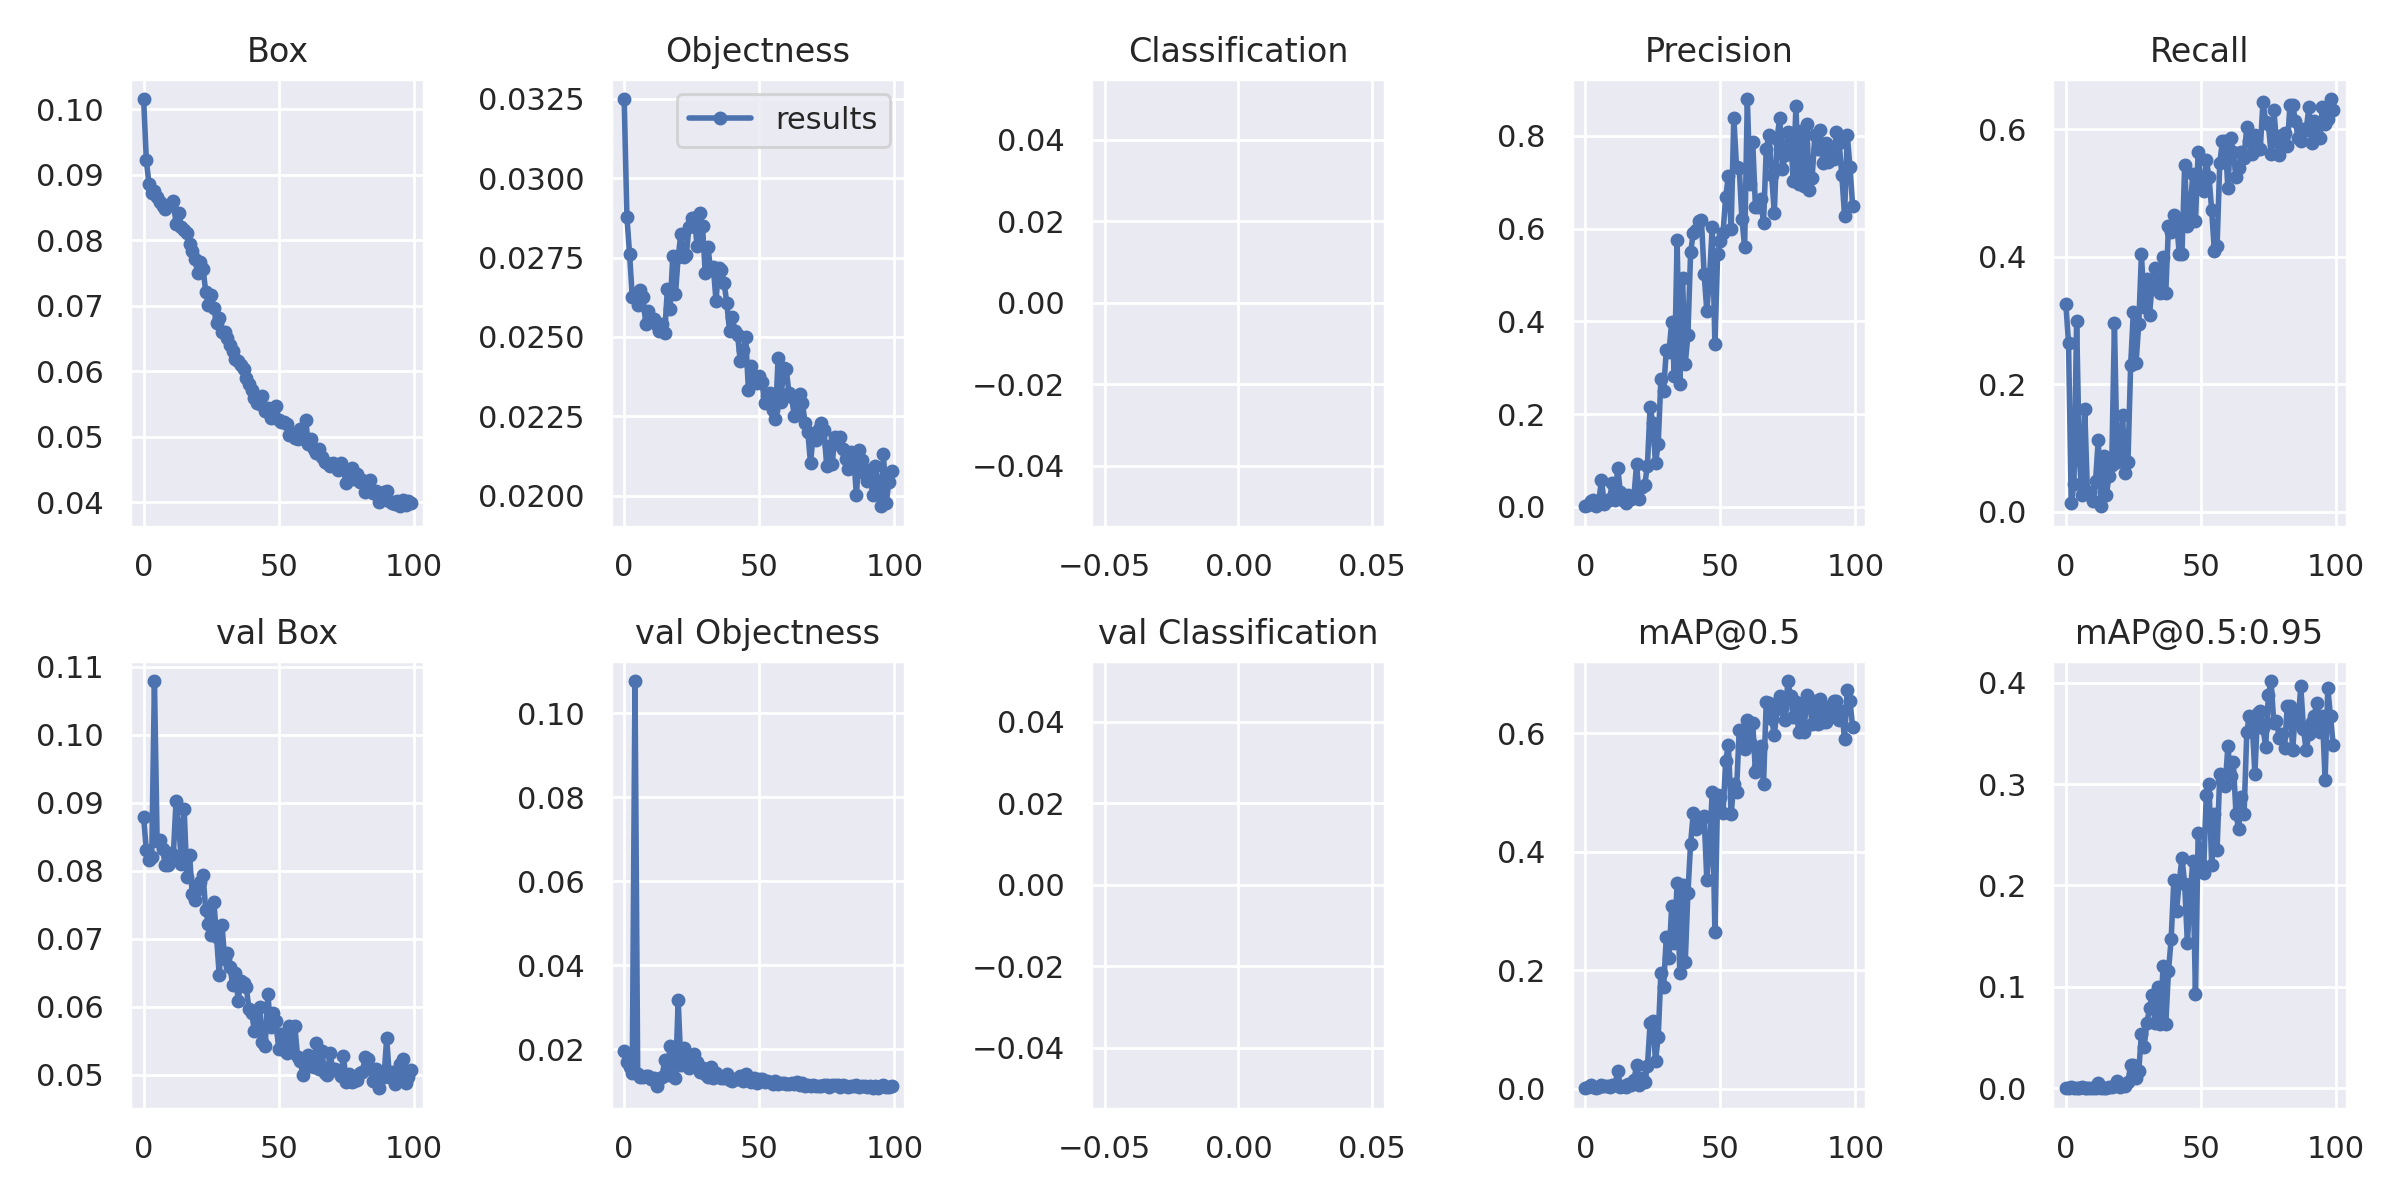 Box
0.10
0.09
0.08
0.07
0.06
0.05
0.04
0 50 100
Objectness
results
0.0325
0.0300
0.0275
0.0250
0.0225
0.0200
0 50 100
Classification
0.04
0.02
0.00
−0.02
−0.04
−0.05 0.00 0.05
Precision
0.8
0.6
0.4
0.2
0.0
0 50 100
Recall
0.6
0.4
0.2
0.0
0 50 100
val Box
0.11
0.10
0.09
0.08
0.07
0.06
0.05
0 50 100
val Objectness
0.10
0.08
0.06
0.04
0.02
0 50 100
val Classification
0.04
0.02
0.00
−0.02
−0.04
−0.05 0.00 0.05
mAP@0.5
0.6
0.4
0.2
0.0
0 50 100
mAP@0.5:0.95
0.4
0.3
0.2
0.1
0.0
0 50 100